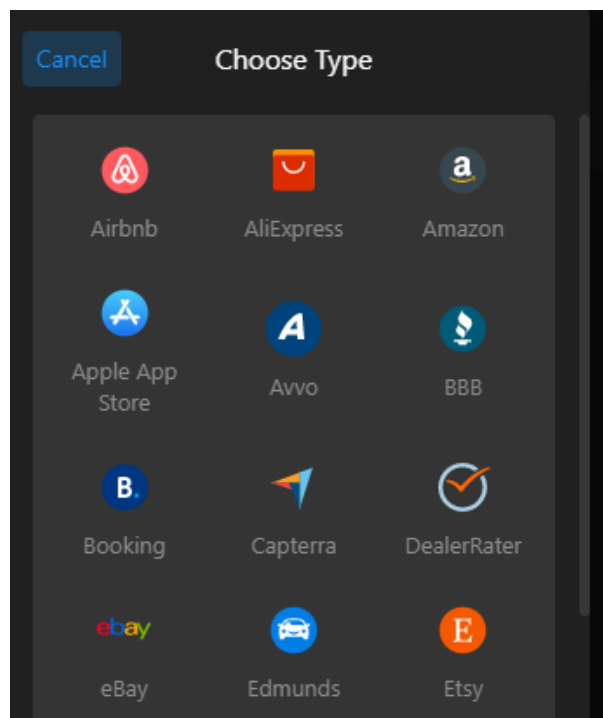 Cancel
Choose Type
a
Airbnb
AliExpress
Amazon
A
Apple App
Store
Avvo
BBB
B.
Booking
Capterra
DealerRater
ebay
E
eBay
Edmunds
Etsy